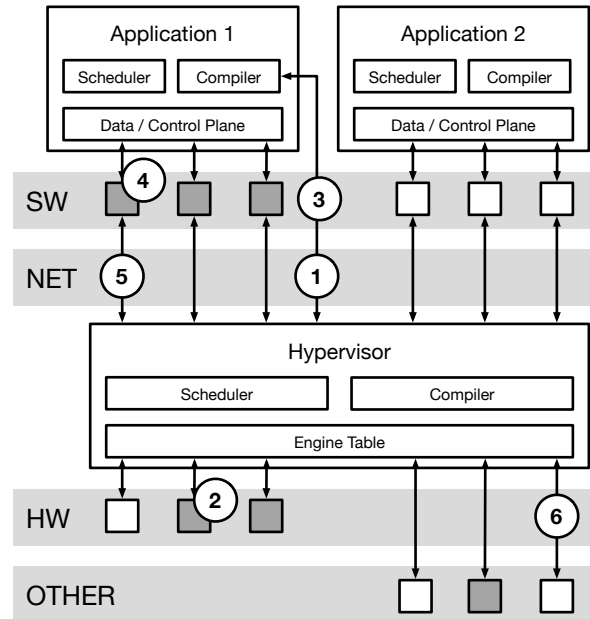 Application 1
Application 2
Scheduler
Compiler
Scheduler
Compiler
Data / Control Plane
Data / Control Plane
4
SW
3
NET
5
1
Hypervisor
Scheduler
Compiler
Engine Table
2
HW
6
OTHER